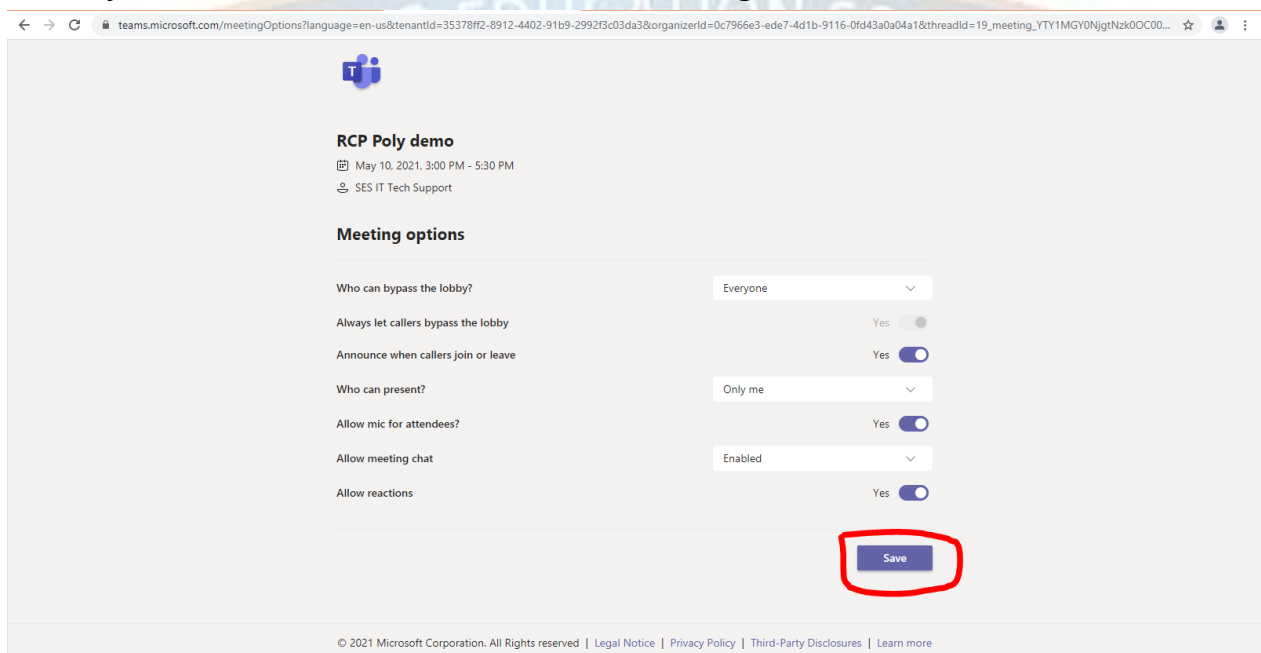 teams.microsoft.com/meetingOptions?language=en-us&tenantId=35378ff2-8912-4402-91b9-2992f3c03da3&organizerId=0c7966e3-ede7-4d1b-9116-0fd43a0a04a1&threadId=19_meeting_YTY1MGY0NjgtNzk0OC00...
T
RCP Poly demo
May 10, 2021, 3:00 PM - 5:30 PM
SES IT Tech Support
Meeting options
Who can bypass the lobby? Everyone
Always let callers bypass the lobby Yes
Announce when callers join or leave Yes
Who can present? Only me
Allow mic for attendees? Yes
Allow meeting chat Enabled
Allow reactions Yes
Save
© 2021 Microsoft Corporation. All Rights reserved | Legal Notice | Privacy Policy | Third-Party Disclosures | Learn more